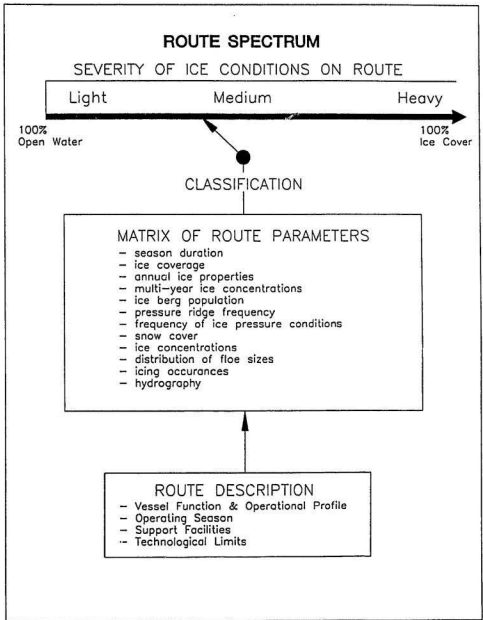 ROUTE SPECTRUM
SEVERITY OF ICE CONDITIONS ON ROUTE
Light Medium Heavy
100% 100%
Open Water Ice Cover
CLASSIFICATION
MATRIX OF ROUTE PARAMETERS
– season duration
– ice coverage
– annual ice properties
– multi–year ice concentrations
– ice berg population
– pressure ridge frequency
– frequency of ice pressure conditions
– snow cover
– ice concentrations
– distribution of floe sizes
– icing occurances
– hydrography
ROUTE DESCRIPTION
– Vessel Function & Operational Profile
– Operating Season
– Support Facilities
– Technological Limits